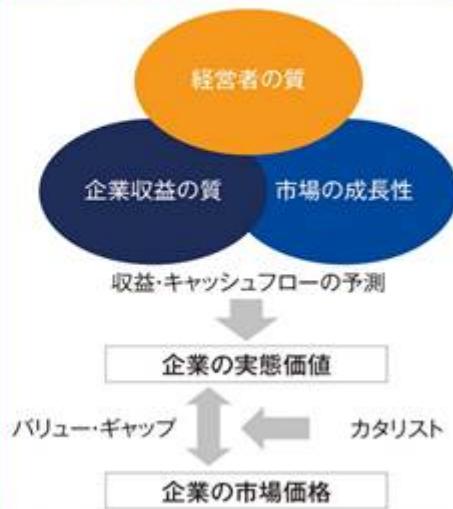 経営者の質
企業収益の質
市場の成長性
収益・キャッシュフローの予測
企業の実態価値
バリュー・ギャップ
カタリスト
企業の市場価格